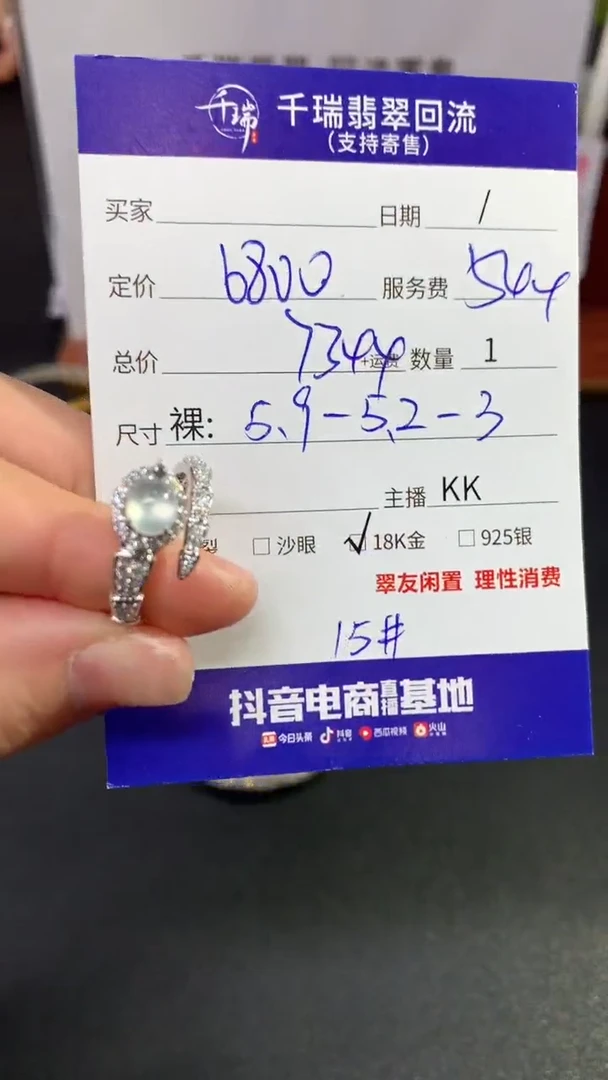 千瑞 千瑞翡翠回流
(支持寄售)
买家 日期 /
定价 6800 服务费 544
总价 7344 +运费 数量 1
尺寸 裸: 5.9-5.2-3
主播 KK
裂 沙眼 ✓ 18K金 925银
翠友闲置 理性消费
15#
抖音电商直播基地
今日头条 抖音 西瓜视频 火山